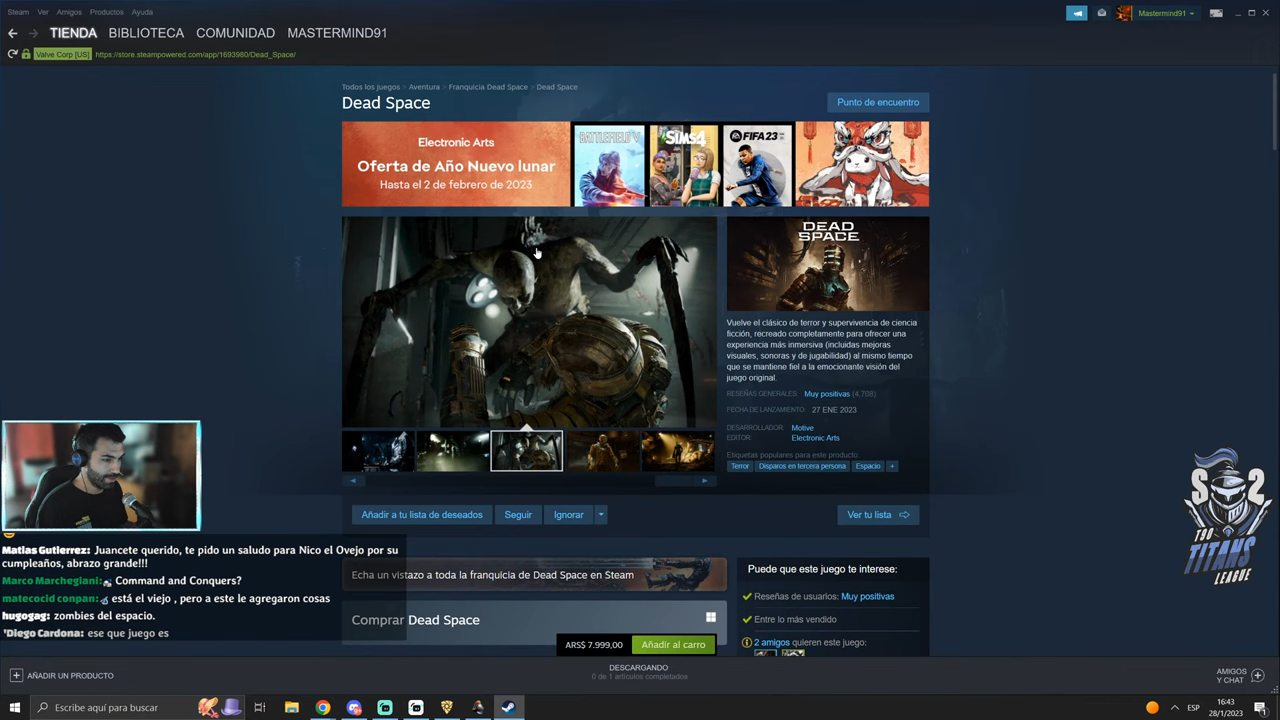 Steam Ver Amigos Productos Ayuda
Mastermind91
TIENDA BIBLIOTECA COMUNIDAD MASTERMIND91
Valve Corp [US] https://store.steampowered.com/app/1693980/Dead_Space/
Todos los juegos > Aventura > Franquicia Dead Space > Dead Space
Dead Space
Punto de encuentro
Electronic Arts
Oferta de Año Nuevo lunar
Hasta el 2 de febrero de 2023
BATTLEFIELD V
SIMS4
FIFA 23
DEAD SPACE
Vuelve el clásico de terror y supervivencia de ciencia
ficción, recreado completamente para ofrecer una
experiencia más inmersiva (incluidas mejoras
visuales, sonoras y de jugabilidad) al mismo tiempo
que se mantiene fiel a la emocionante visión del
juego original.
RESEÑAS GENERALES: Muy positivas (4,708)
FECHA DE LANZAMIENTO: 27 ENE 2023
DESARROLLADOR: Motive
EDITOR: Electronic Arts
Etiquetas populares para este producto:
Terror Disparos en tercera persona Espacio +
Añadir a tu lista de deseados Seguir Ignorar Ver tu lista
Matias Gutierrez: Juancete querido, te pido un saludo para Nico el Ovejo por su
cumpleaños, abrazo grande!!!
Marco Marchegiani: Command and Conquers?
matecocid conpan: está el viejo , pero a este le agregaron cosas
hugogag: zombies del espacio.
'Diego Cardona: ese que juego es
Echa un vistazo a toda la franquicia de Dead Space en Steam
Comprar Dead Space
ARS$ 7.999,00 Añadir al carro
Puede que este juego te interese:
Reseñas de usuarios: Muy positivas
Entre lo más vendido
2 amigos quieren este juego:
S 2
T90
TITANS
LEAGUE
AÑADIR UN PRODUCTO
DESCARGANDO
0 de 1 artículos completados
AMIGOS
Y CHAT
Escribe aquí para buscar
ESP
16:43
28/1/2023